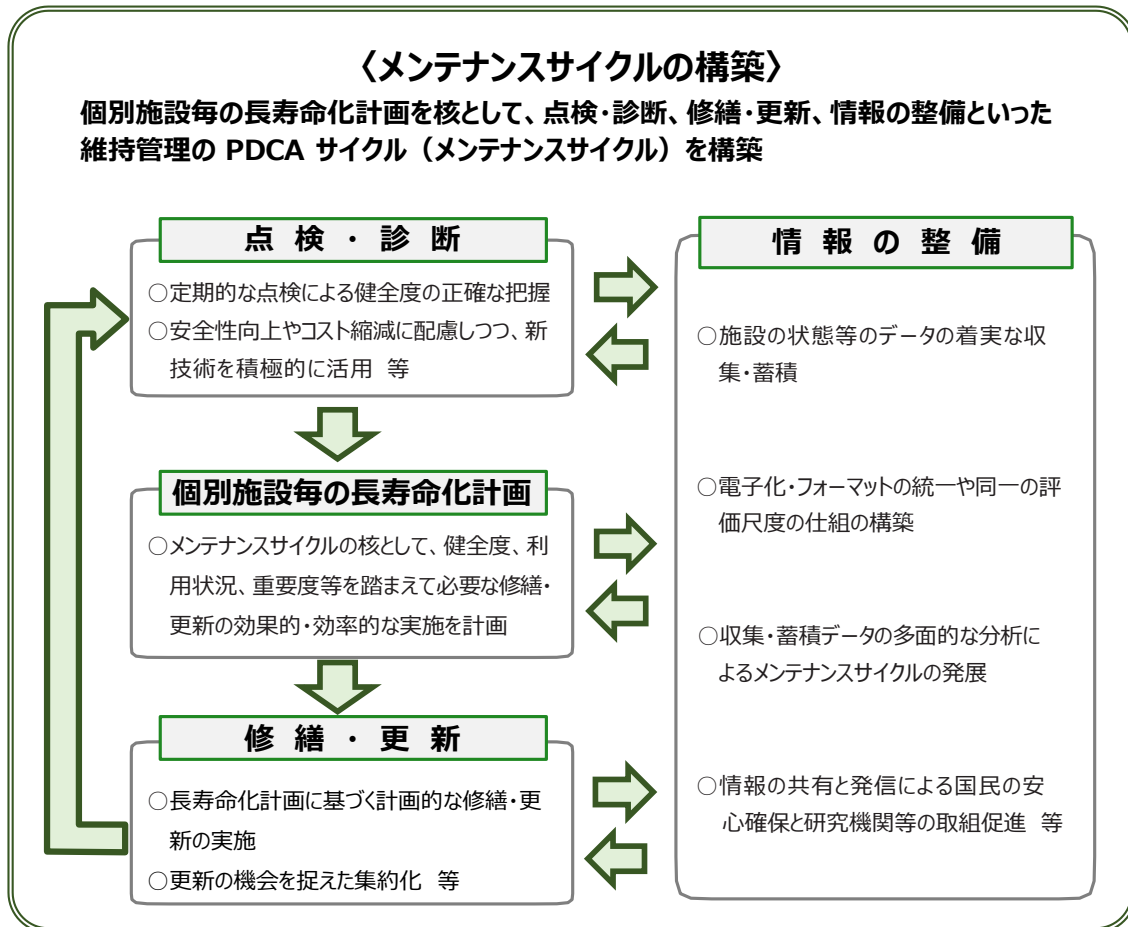 〈メンテナンスサイクルの構築〉
個別施設毎の長寿命化計画を核として、点検・診断、修繕・更新、情報の整備といった
維持管理の PDCA サイクル（メンテナンスサイクル）を構築
点 検 ・ 診 断
○定期的な点検による健全度の正確な把握
○安全性向上やコスト縮減に配慮しつつ、新
技術を積極的に活用 等
個別施設毎の長寿命化計画
○メンテナンスサイクルの核として、健全度、利
用状況、重要度等を踏まえて必要な修繕・
更新の効果的・効率的な実施を計画
修 繕 ・ 更 新
○長寿命化計画に基づく計画的な修繕・更
新の実施
○更新の機会を捉えた集約化 等
情 報 の 整 備
○施設の状態等のデータの着実な収
集・蓄積
○電子化・フォーマットの統一や同一の評
価尺度の仕組の構築
○収集・蓄積データの多面的な分析に
よるメンテナンスサイクルの発展
○情報の共有と発信による国民の安
心確保と研究機関等の取組促進 等